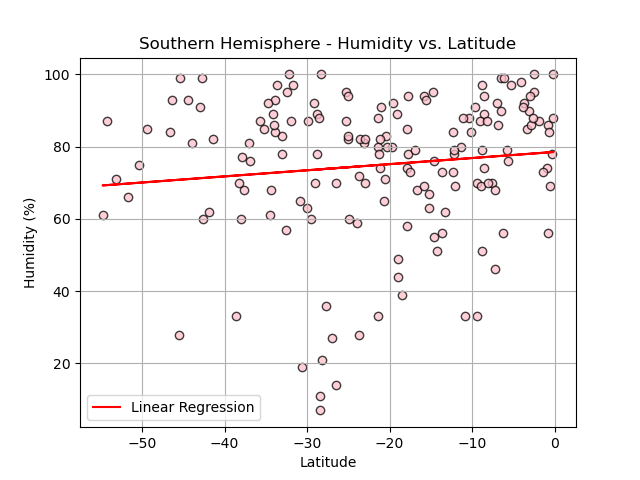 Southern Hemisphere - Humidity vs. Latitude
100
80
60
40
20
Humidity (%)
Linear Regression
−50
−40
−30
−20
−10
0
Latitude